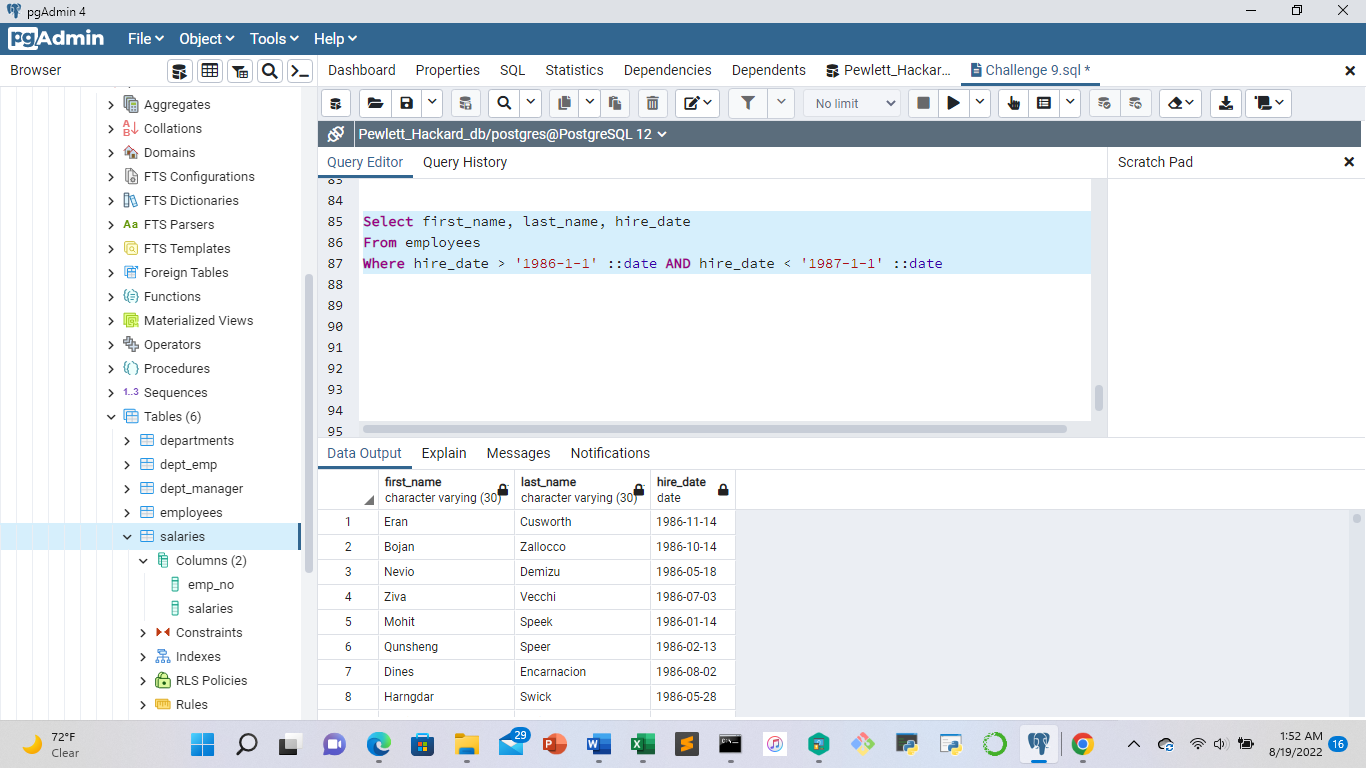 pgAdmin 4
pgAdmin File Object Tools Help
Browser
Dashboard Properties SQL Statistics Dependencies Dependents Pewlett_Hackar... Challenge 9.sql *
No limit
Pewlett_Hackard_db/postgres@PostgreSQL 12
Query Editor Query History
Scratch Pad
Aggregates
Collations
Domains
FTS Configurations
FTS Dictionaries
Aa FTS Parsers
FTS Templates
Foreign Tables
Functions
Materialized Views
Operators
Procedures
1..3 Sequences
Tables (6)
departments
dept_emp
dept_manager
employees
salaries
Columns (2)
emp_no
salaries
Constraints
Indexes
RLS Policies
Rules
83
84
85 Select first_name, last_name, hire_date
86 From employees
87 Where hire_date > '1986-1-1' ::date AND hire_date < '1987-1-1' ::date
88
89
90
91
92
93
94
95
Data Output Explain Messages Notifications
first_name last_name hire_date
character varying (30) character varying (30) date
1 Eran Cusworth 1986-11-14
2 Bojan Zallocco 1986-10-14
3 Nevio Demizu 1986-05-18
4 Ziva Vecchi 1986-07-03
5 Mohit Speek 1986-01-14
6 Qunsheng Speer 1986-02-13
7 Dines Encarnacion 1986-08-02
8 Harngdar Swick 1986-05-28
72°F
Clear
29
1:52 AM
8/19/2022
16